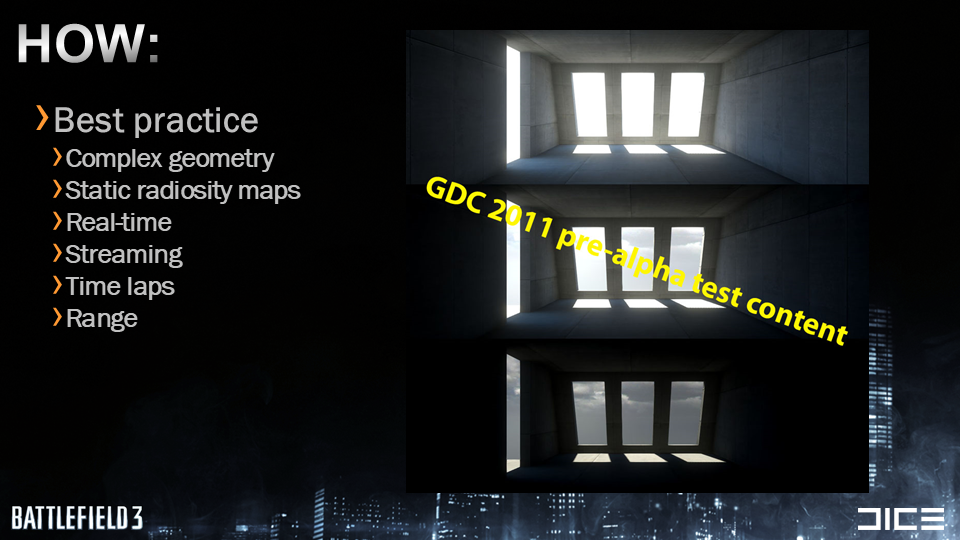 HOW:
Best practice
Complex geometry
Static radiosity maps
Real-time
Streaming
Time laps
Range
GDC 2011 pre-alpha test content
BATTLEFIELD 3
DICE